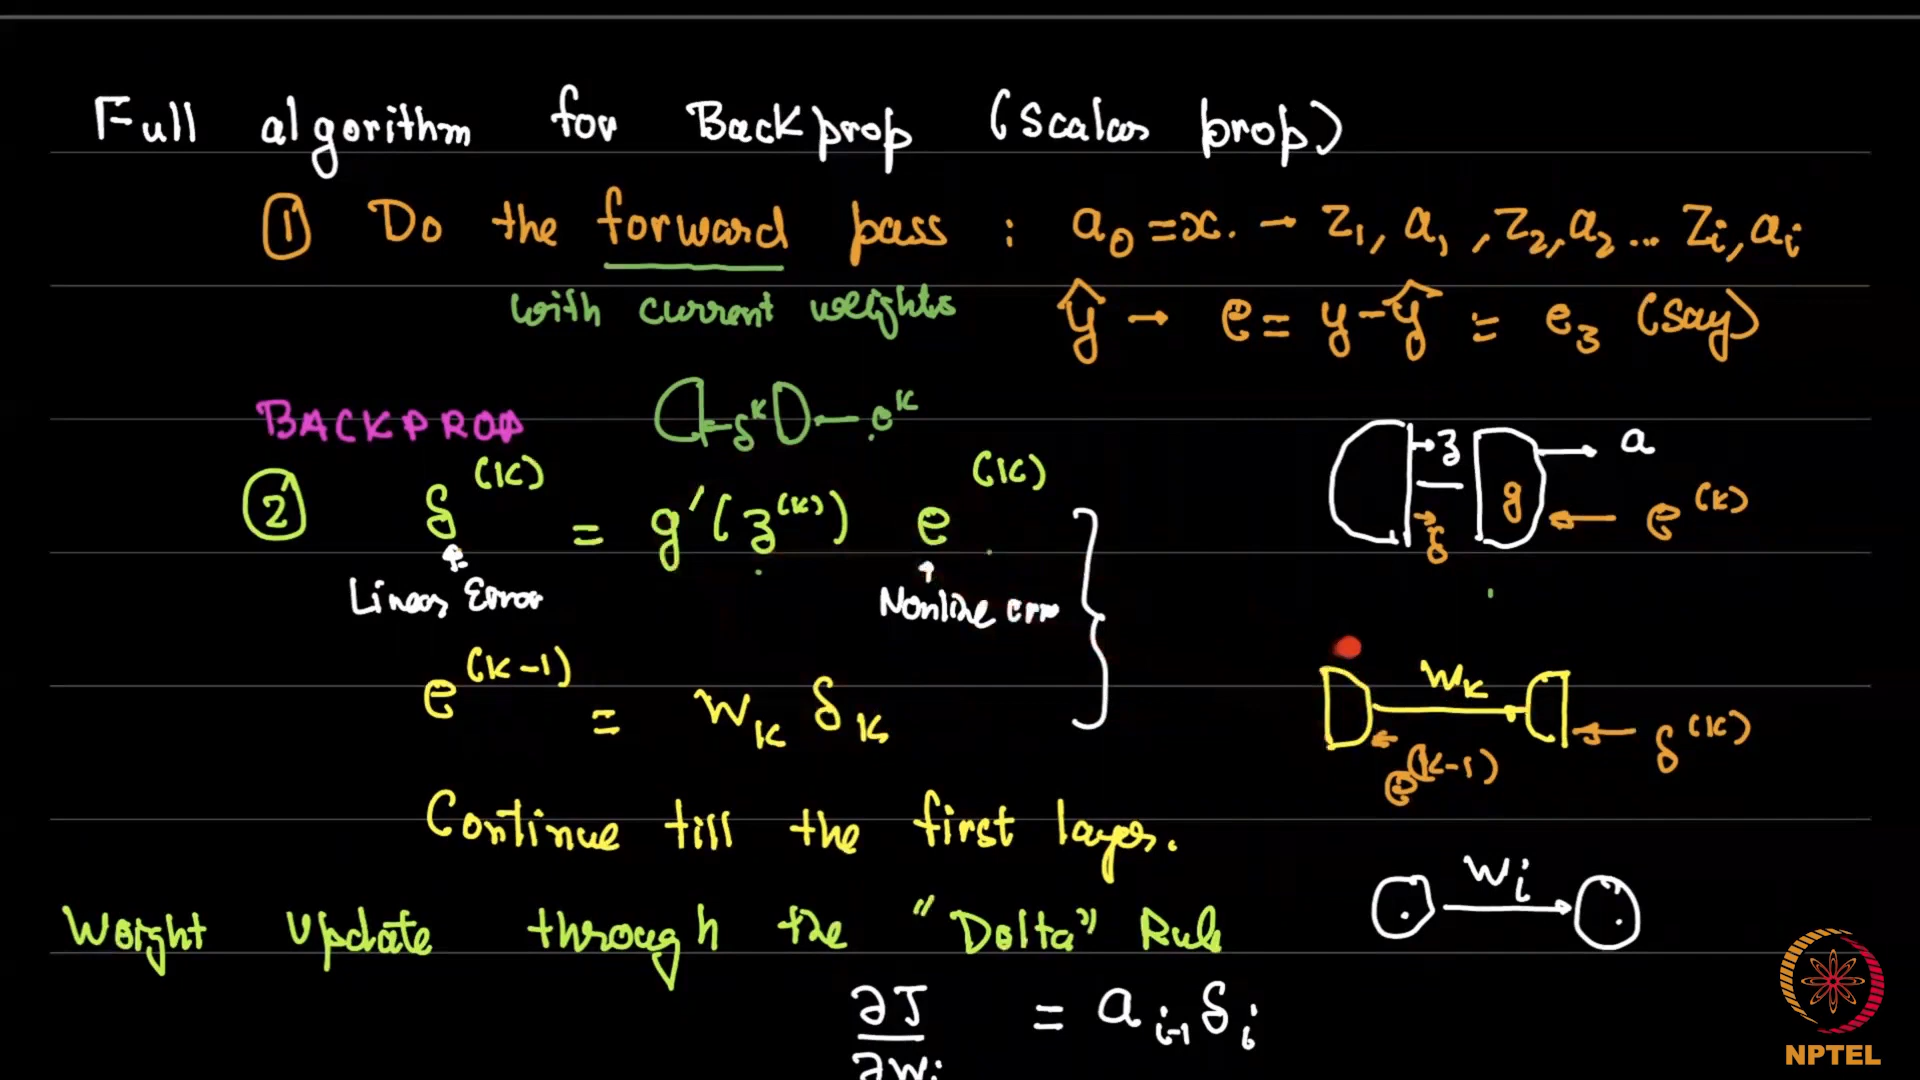 Full algorithm for Backprop (Scalar prop)
① Do the forward pass : a₀ = x. → z₁, a₁, z₂, a₂ ... zᵢ, aᵢ
with current weights ŷ → e = y - ŷ = e₃ (say)
BACKPROP δᵏ eᵏ
z a
② δ⁽ᵏ⁾ = g'(z⁽ᵏ⁾) e⁽ᵏ⁾
g e⁽ᵏ⁾
δ
Linear Error
e⁽ᵏ⁻¹⁾ = wₖ δₖ
wₖ
e⁽ᵏ⁻¹⁾ δ⁽ᵏ⁾
Continue till the first layer.
wᵢ
Weight Update through the "Delta" Rule
∂J/∂wᵢ = aᵢ₋₁ δᵢ
NPTEL